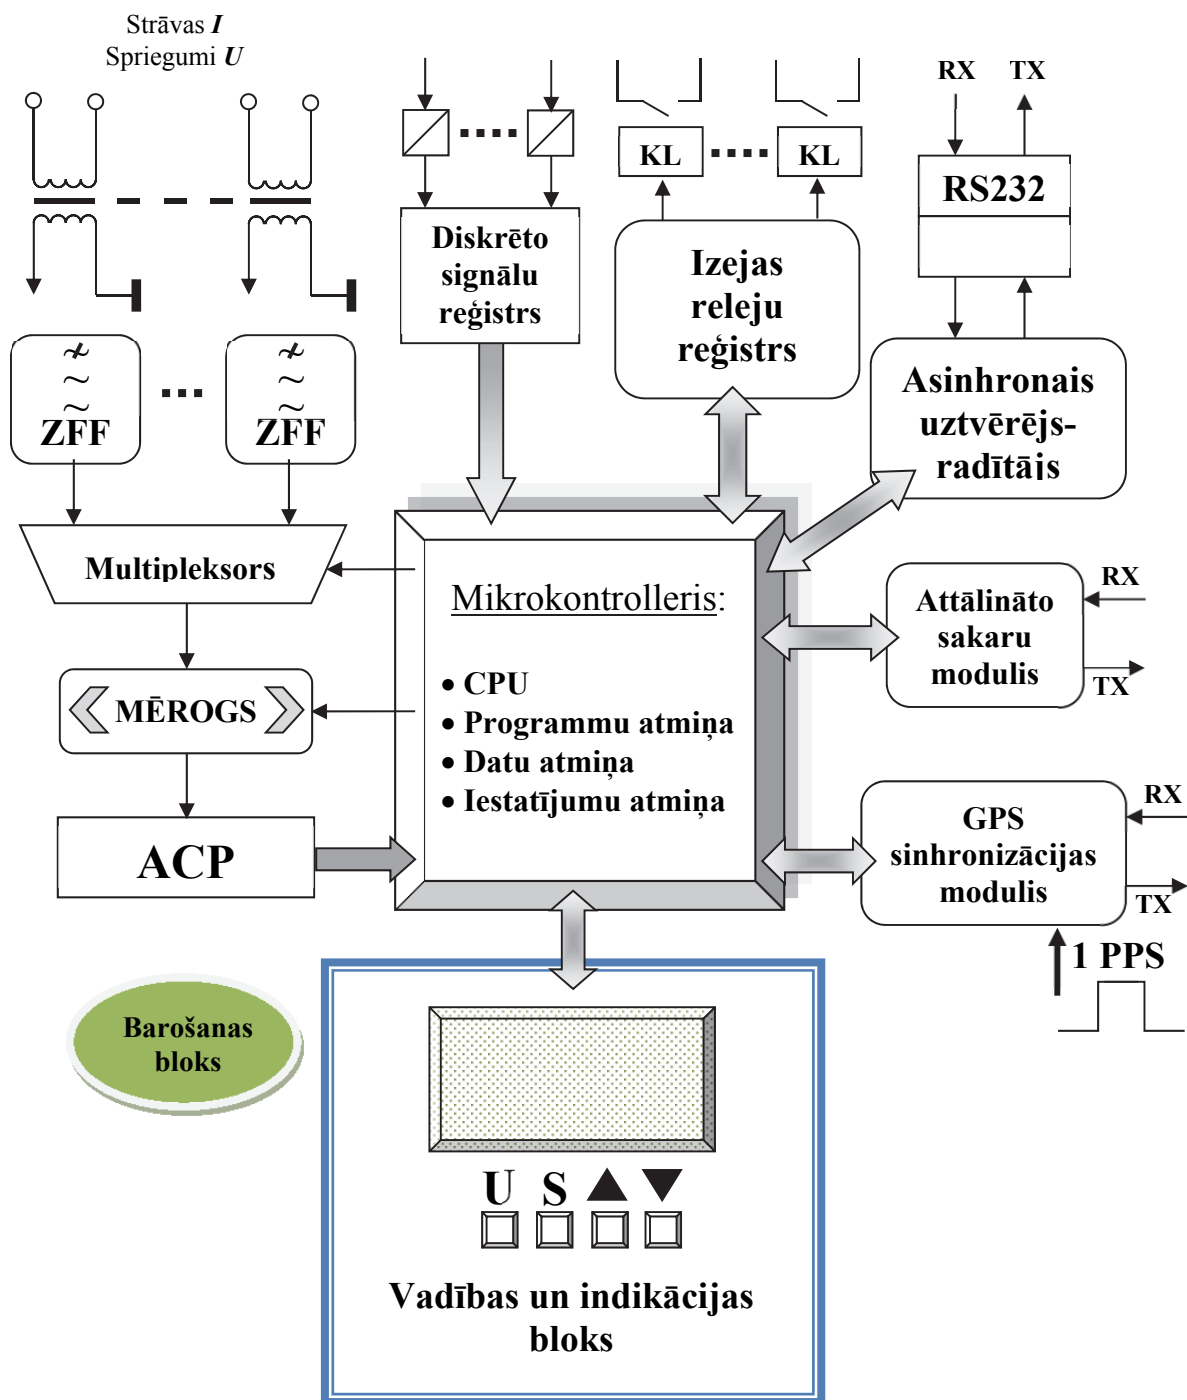 Strāvas I
Spriegumi U
RX TX
KL KL
RS232
Diskrēto
signālu
reģistrs
Izejas
releju
reģistrs
ZFF ZFF
Asinhronais
uztvērējs-
radītājs
Multipleksors
Mikrokontrolleris:
• CPU
• Programmu atmiņa
• Datu atmiņa
• Iestatījumu atmiņa
RX
Attālināto
sakaru
modulis
TX
MĒROGS
ACP
RX
GPS
sinhronizācijas
modulis
TX
1 PPS
Barošanas
bloks
U S
Vadības un indikācijas
bloks